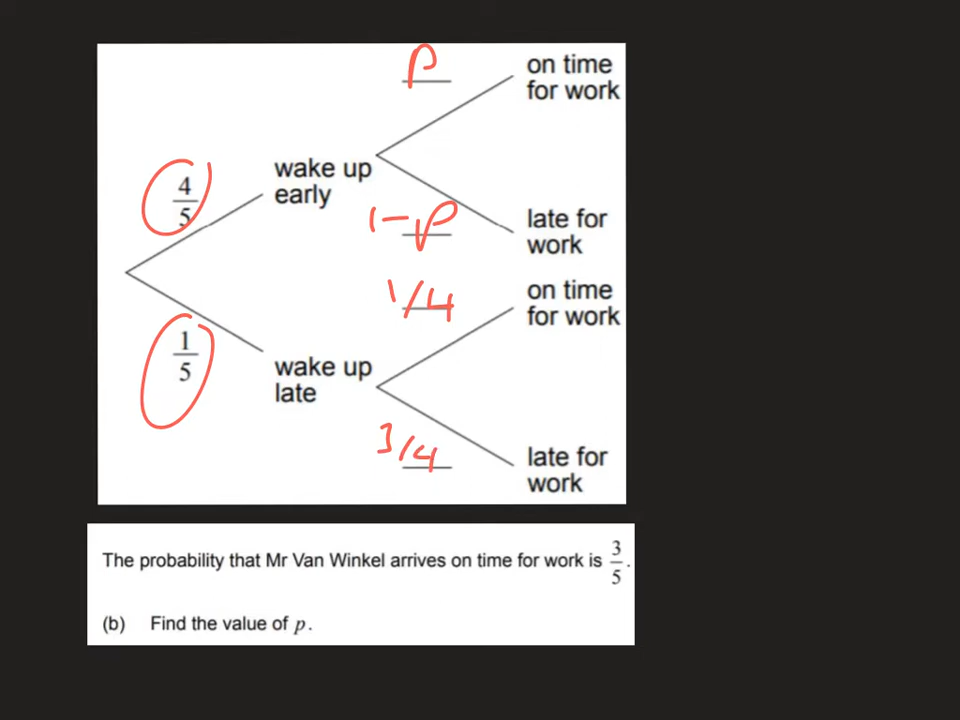 p
on time
for work
4/5
wake up
early
1-p
late for
work
1/4
on time
for work
1/5
wake up
late
3/4
late for
work
The probability that Mr Van Winkel arrives on time for work is 3/5.
(b) Find the value of p.